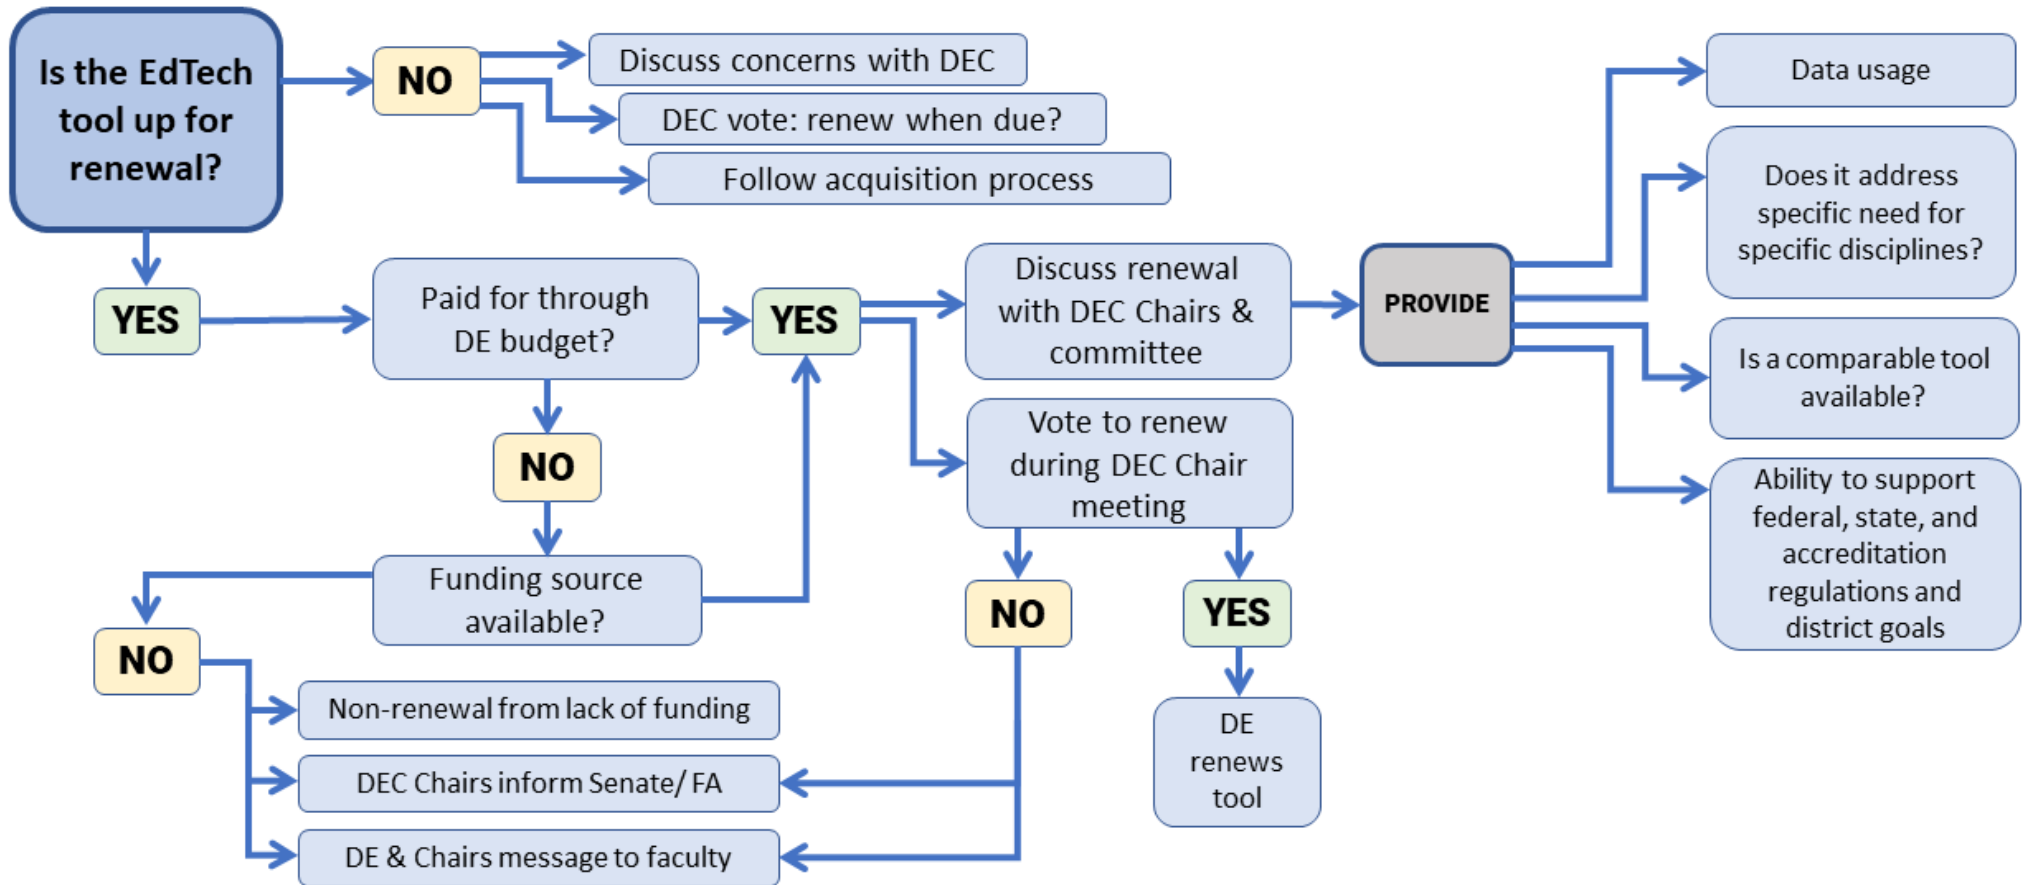 Is the EdTech
tool up for
renewal?
NO
Discuss concerns with DEC
DEC vote: renew when due?
Follow acquisition process
YES
Paid for through
DE budget?
YES
Discuss renewal
with DEC Chairs &
committee
PROVIDE
Data usage
Does it address
specific need for
specific disciplines?
Is a comparable tool
available?
Ability to support
federal, state, and
accreditation
regulations and
district goals
Vote to renew
during DEC Chair
meeting
NO
YES
DE
renews
tool
NO
Funding source
available?
NO
Non-renewal from lack of funding
DEC Chairs inform Senate/ FA
DE & Chairs message to faculty